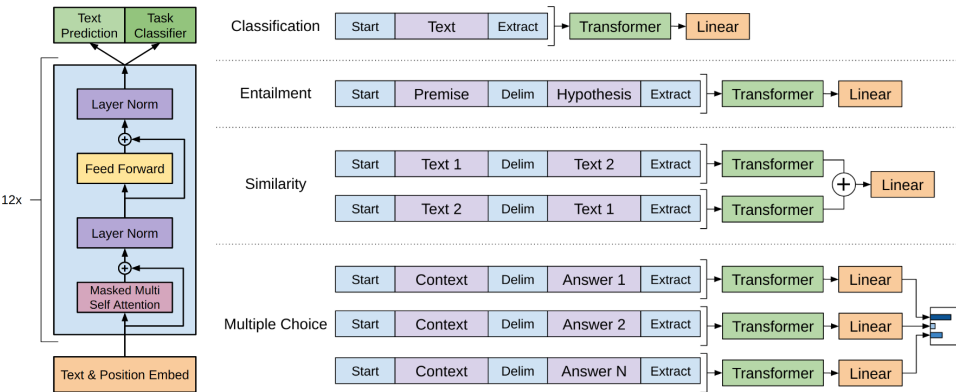 Text
Prediction
Task
Classifier
12x
Layer Norm
Feed Forward
Layer Norm
Masked Multi
Self Attention
Text & Position Embed
Classification
Start Text Extract Transformer Linear
Entailment
Start Premise Delim Hypothesis Extract Transformer Linear
Similarity
Start Text 1 Delim Text 2 Extract Transformer
Start Text 2 Delim Text 1 Extract Transformer
Linear
Multiple Choice
Start Context Delim Answer 1 Extract Transformer Linear
Start Context Delim Answer 2 Extract Transformer Linear
Start Context Delim Answer N Extract Transformer Linear